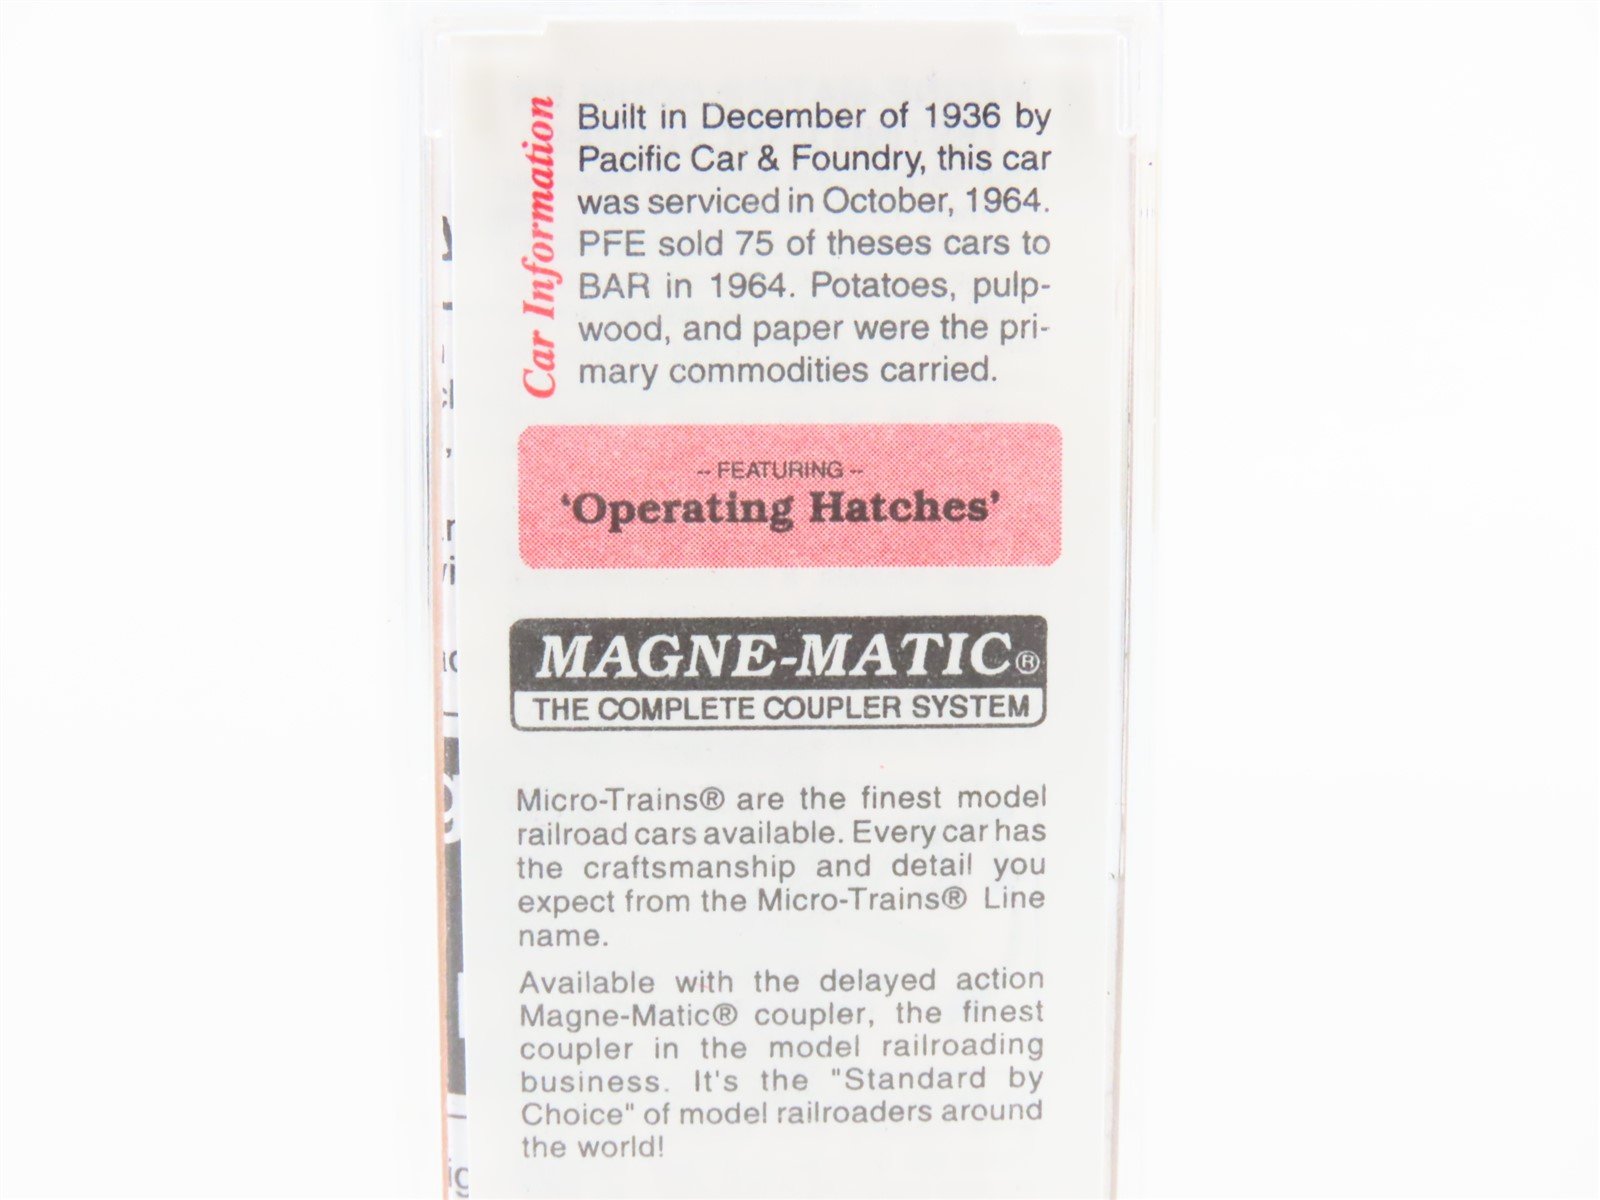 Car Information
Built in December of 1936 by
Pacific Car & Foundry, this car
was serviced in October, 1964.
PFE sold 75 of theses cars to
BAR in 1964. Potatoes, pulp-
wood, and paper were the pri-
mary commodities carried.
-- FEATURING --
'Operating Hatches'
MAGNE-MATIC®
THE COMPLETE COUPLER SYSTEM
Micro-Trains® are the finest model
railroad cars available. Every car has
the craftsmanship and detail you
expect from the Micro-Trains® Line
name.
Available with the delayed action
Magne-Matic® coupler, the finest
coupler in the model railroading
business. It's the "Standard by
Choice" of model railroaders around
the world!